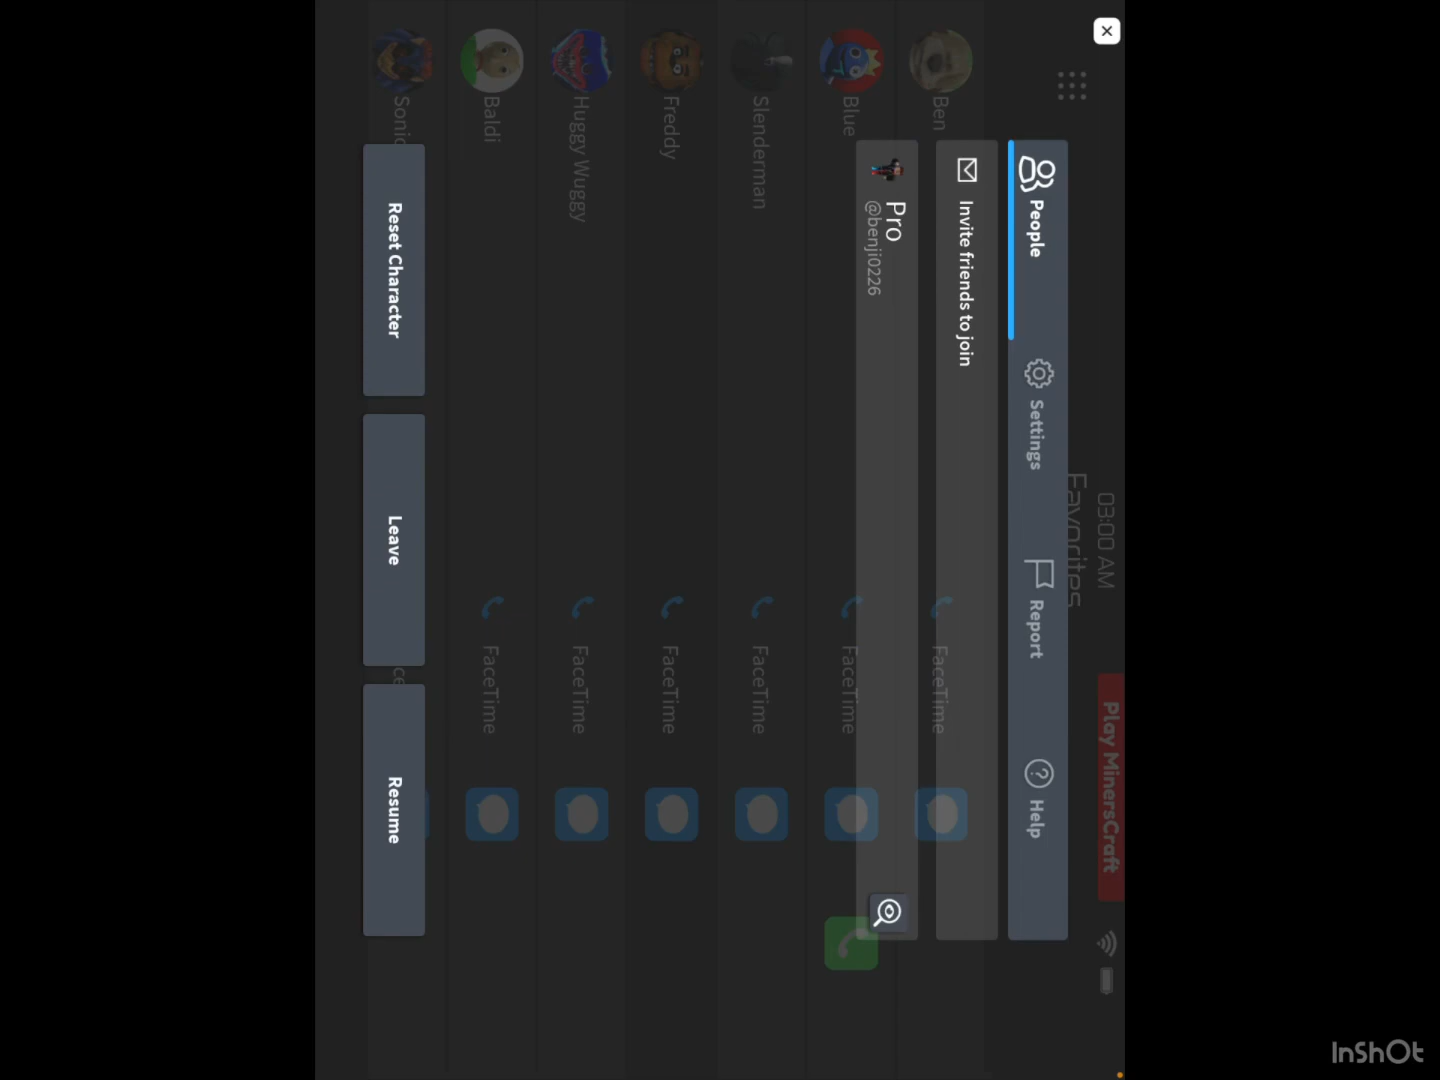 03:00 AM
Play MinersCraft
Favorites
People
Settings
Report
Help
Invite friends to join
Pro
@benji0226
Ben
FaceTime
Blue
FaceTime
Slenderman
FaceTime
Freddy
FaceTime
Huggy Wuggy
FaceTime
Baldi
FaceTime
Sonic
Reset Character
Leave
Resume
InShOt